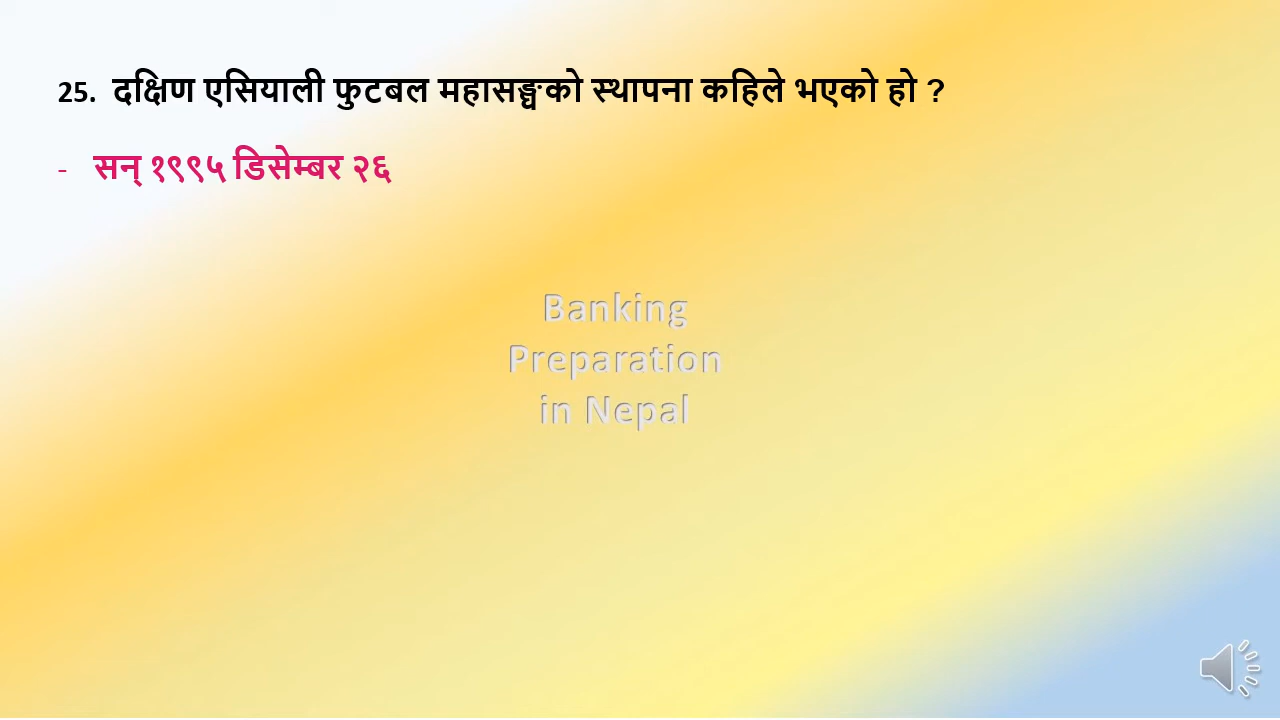 25. दक्षिण एसियाली फुटबल महासङ्घको स्थापना कहिले भएको हो ?
- सन् १९९५ डिसेम्बर २६
Banking
Preparation
in Nepal